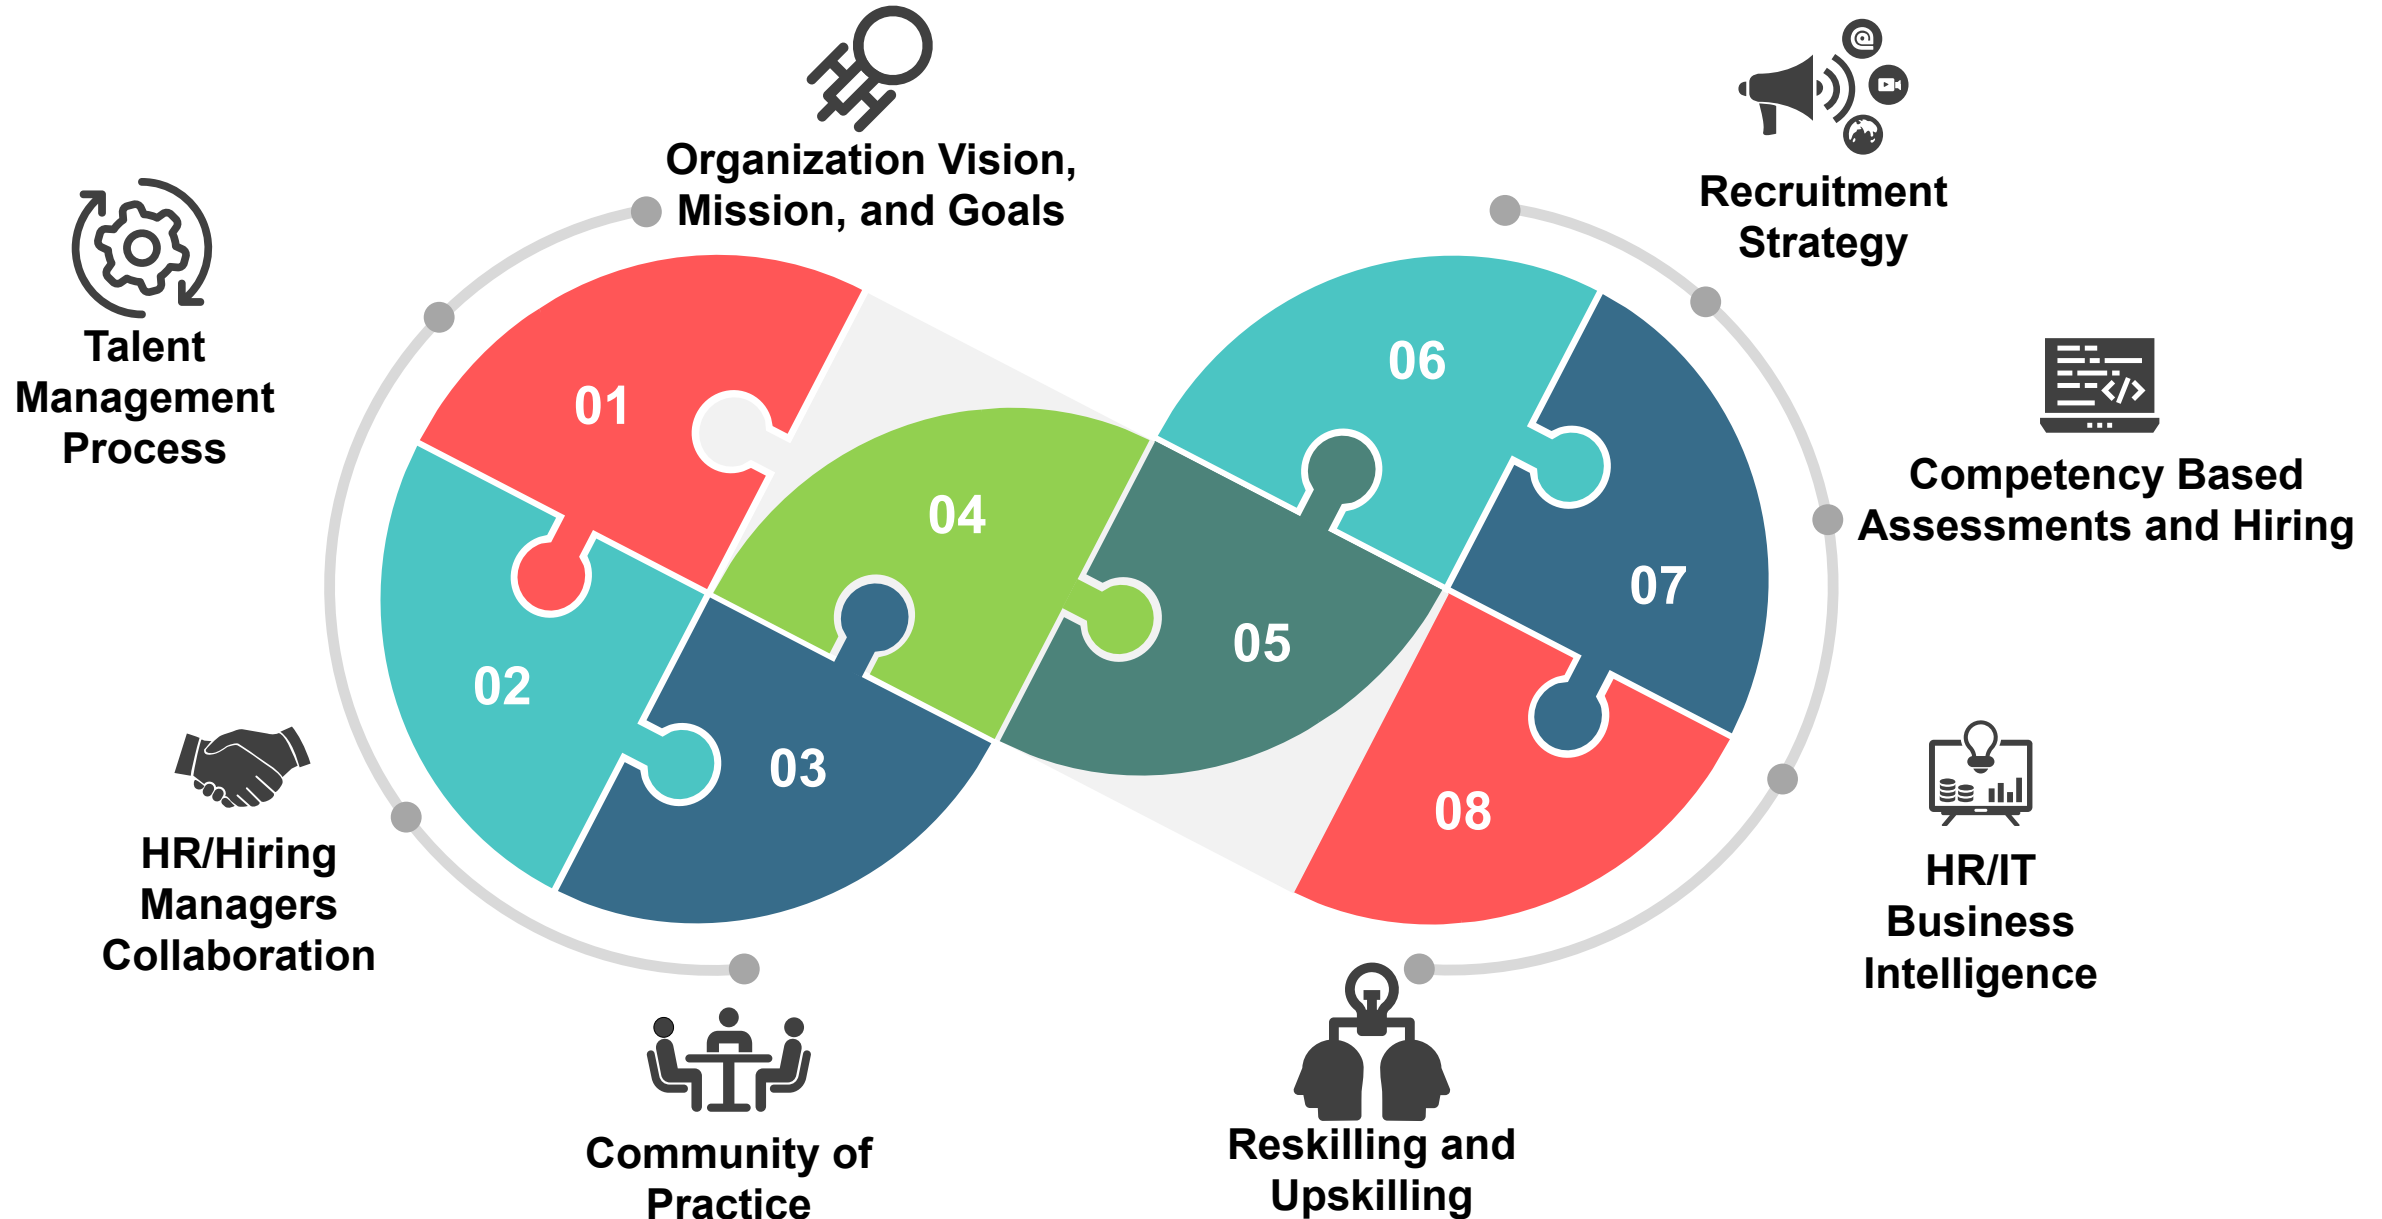 Organization Vision,
Mission, and Goals
Recruitment
Strategy
Talent
Management
Process
Competency Based
Assessments and Hiring
HR/Hiring
Managers
Collaboration
HR/IT
Business
Intelligence
Community of
Practice
Reskilling and
Upskilling
01
02
03
04
05
06
07
08